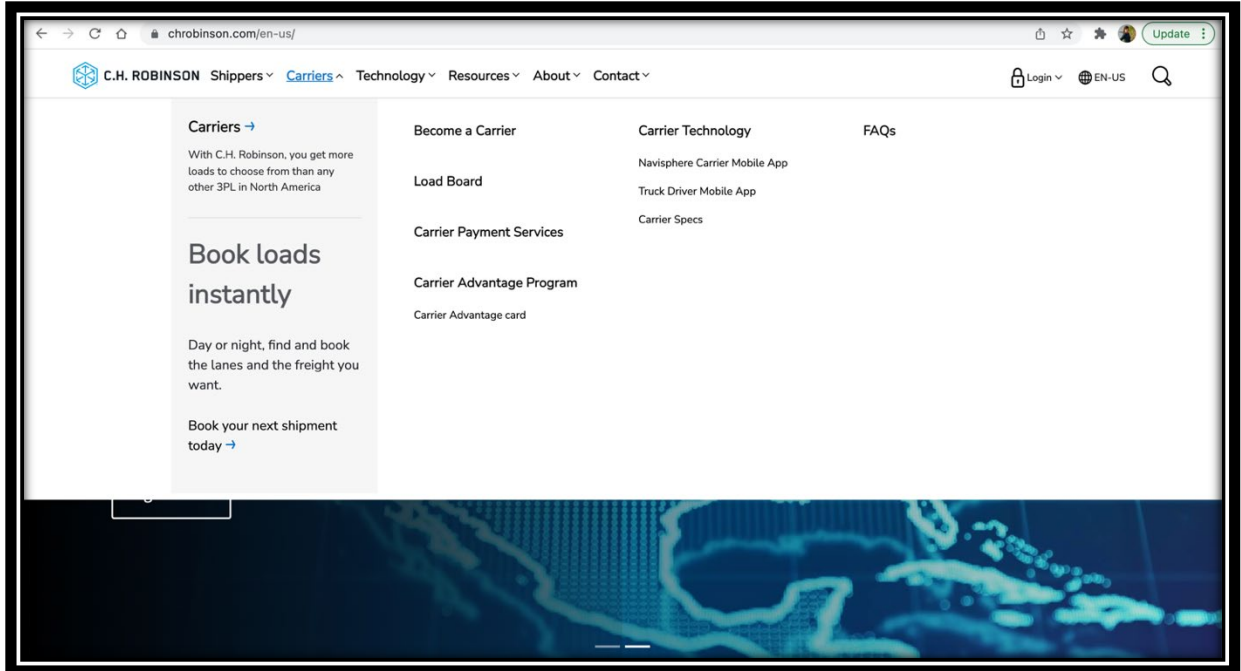 chrobinson.com/en-us/
Update
C.H. ROBINSON Shippers Carriers Technology Resources About Contact
Login EN-US
Carriers →
With C.H. Robinson, you get more
loads to choose from than any
other 3PL in North America
Book loads
instantly
Day or night, find and book
the lanes and the freight you
want.
Book your next shipment
today →
Become a Carrier
Load Board
Carrier Payment Services
Carrier Advantage Program
Carrier Advantage card
Carrier Technology
Navisphere Carrier Mobile App
Truck Driver Mobile App
Carrier Specs
FAQs